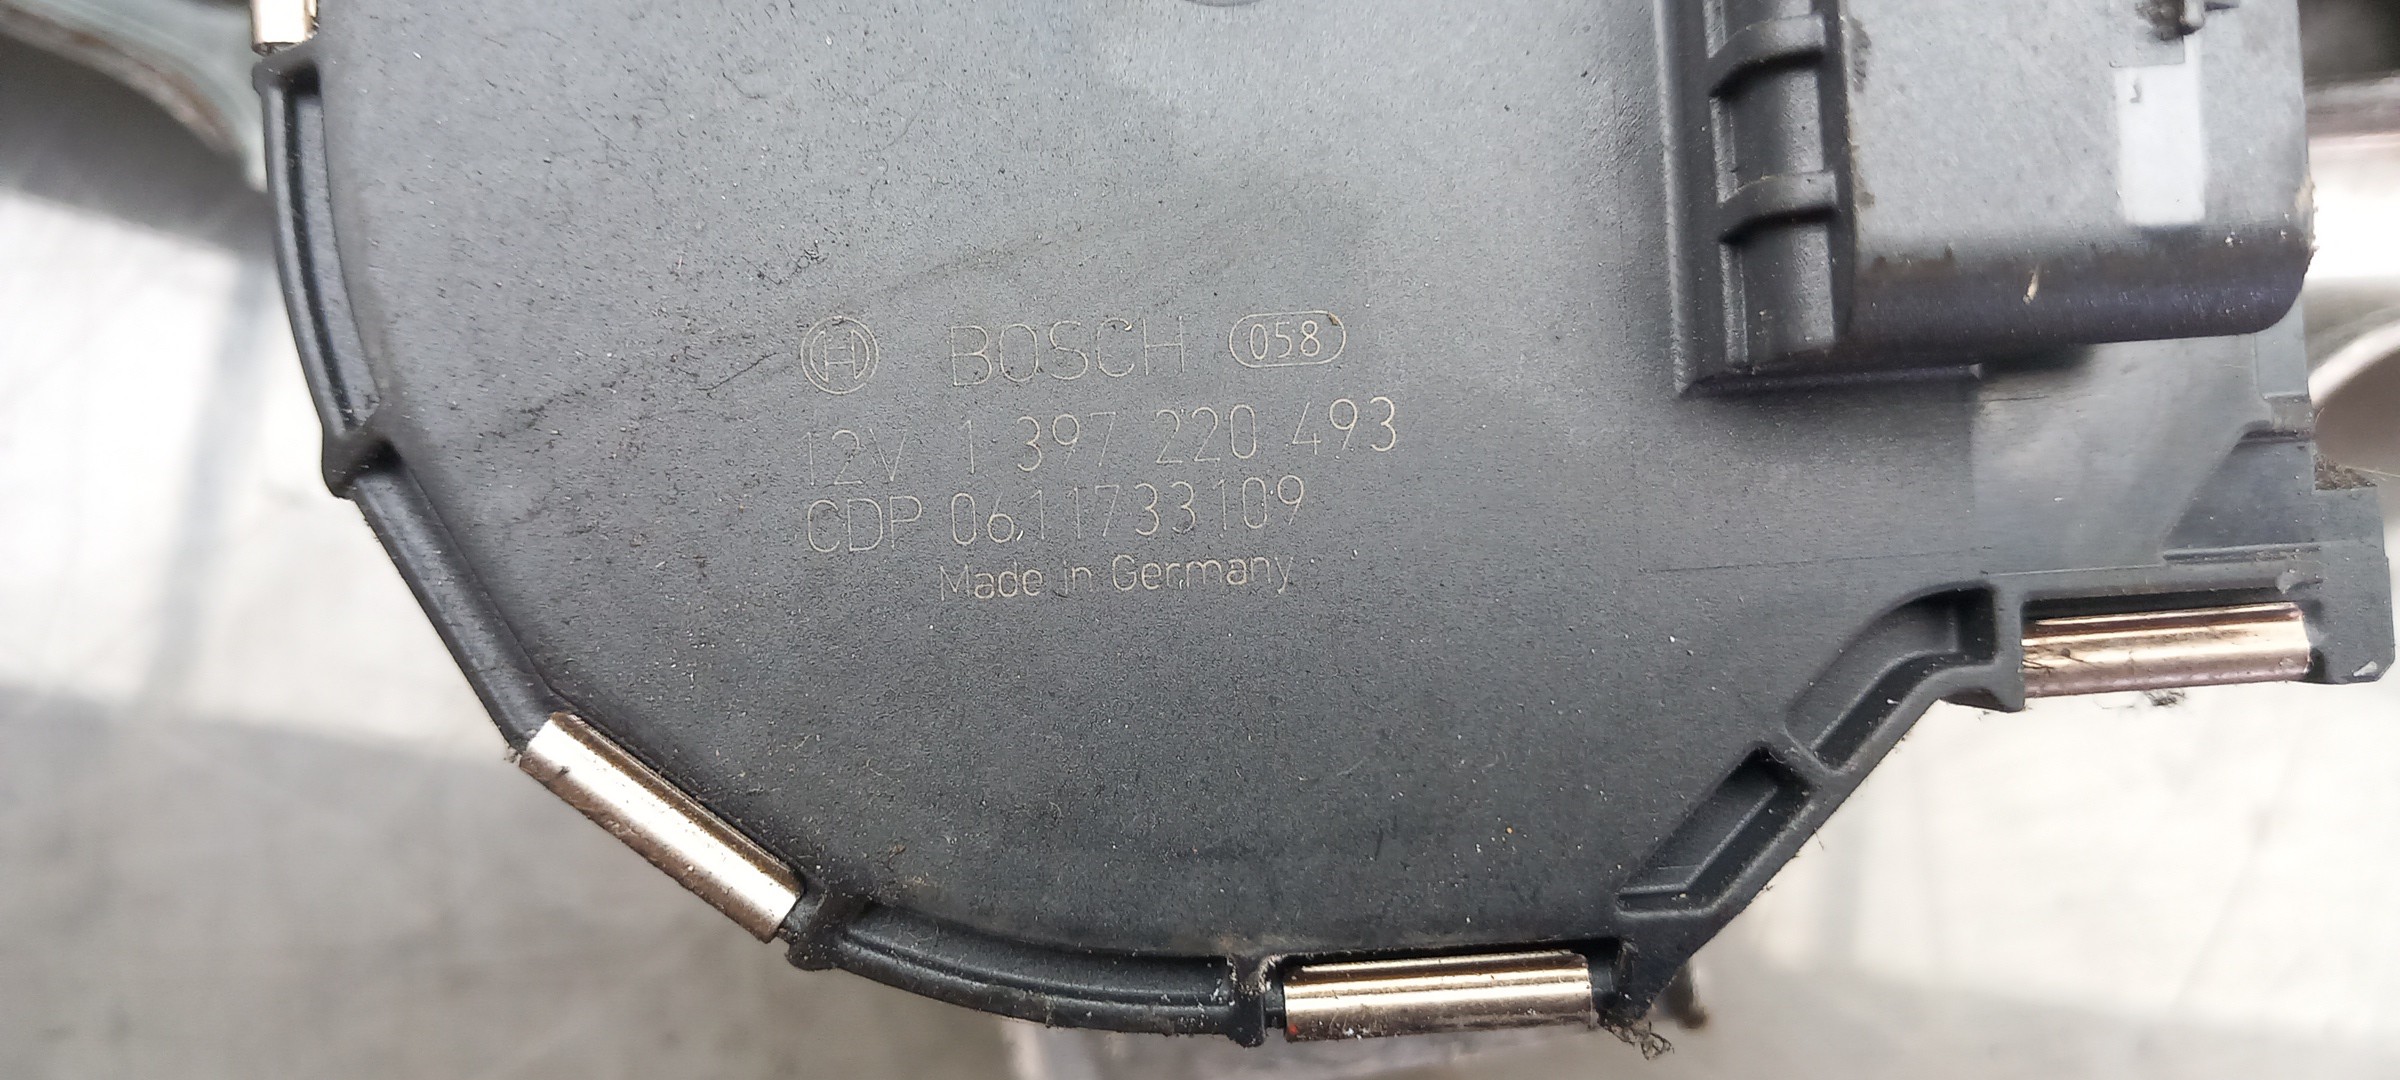 BOSCH 058
12V 1 397 220 493
CDP 0611733109
Made in Germany